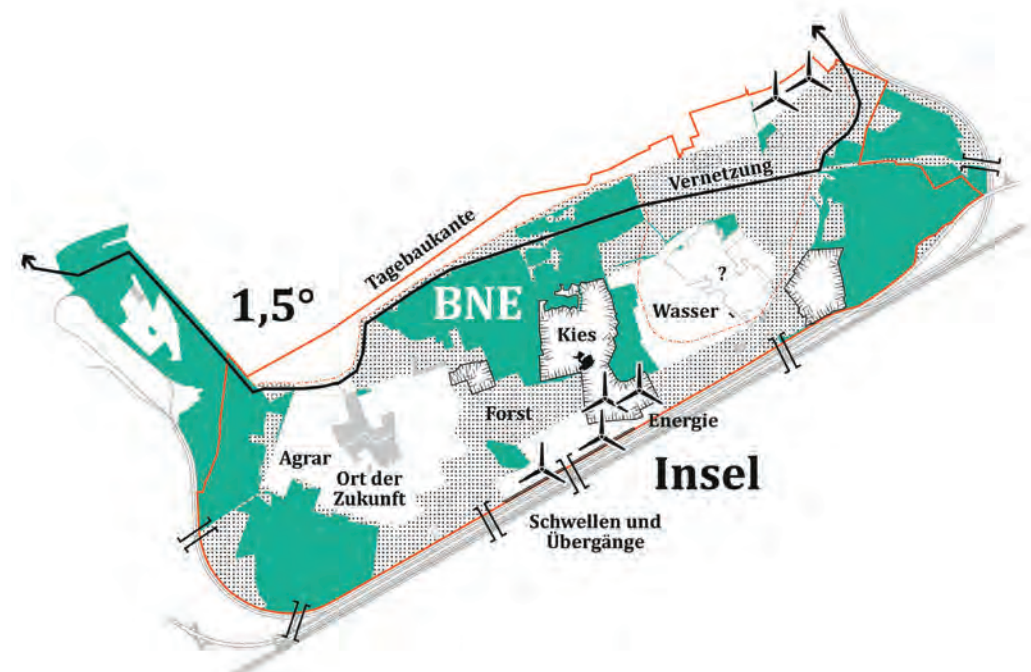 Vernetzung
Tagebaukante
1,5°
BNE
?
Wasser
Kies
Forst
Energie
Agrar
Ort der
Zukunft
Insel
Schwellen und
Übergänge